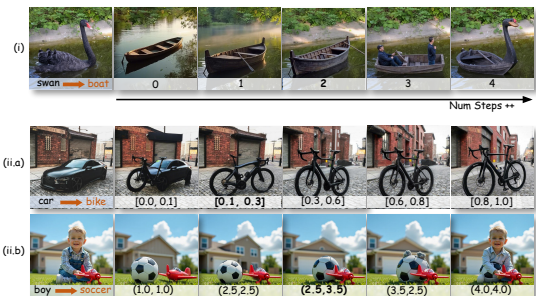 (i)
swan → boat 0 1 2 3 4
Num Steps ++
(ii.a)
car → bike [0.0, 0.1] [0.1, 0.3] [0.3, 0.6] [0.6, 0.8] [0.8, 1.0]
(ii.b)
boy → soccer (1.0, 1.0) (2.5,2.5) (2.5,3.5) (3.5,2.5) (4.0,4.0)